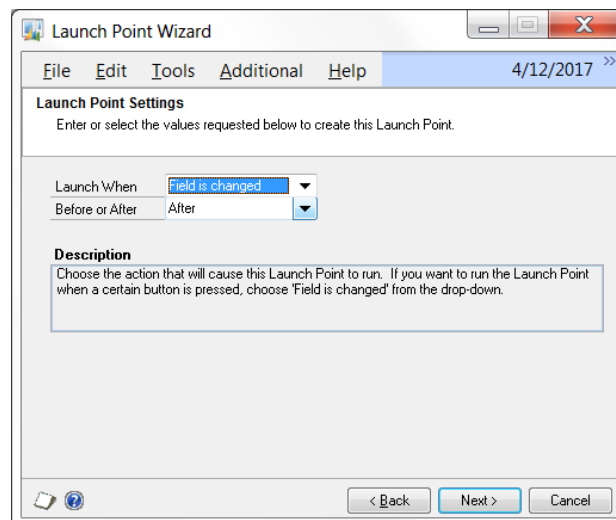 Launch Point Wizard
File Edit Tools Additional Help 4/12/2017 »
Launch Point Settings
Enter or select the values requested below to create this Launch Point.
Launch When Field is changed
Before or After After
Description
Choose the action that will cause this Launch Point to run. If you want to run the Launch Point
when a certain button is pressed, choose 'Field is changed' from the drop-down.
< Back Next > Cancel